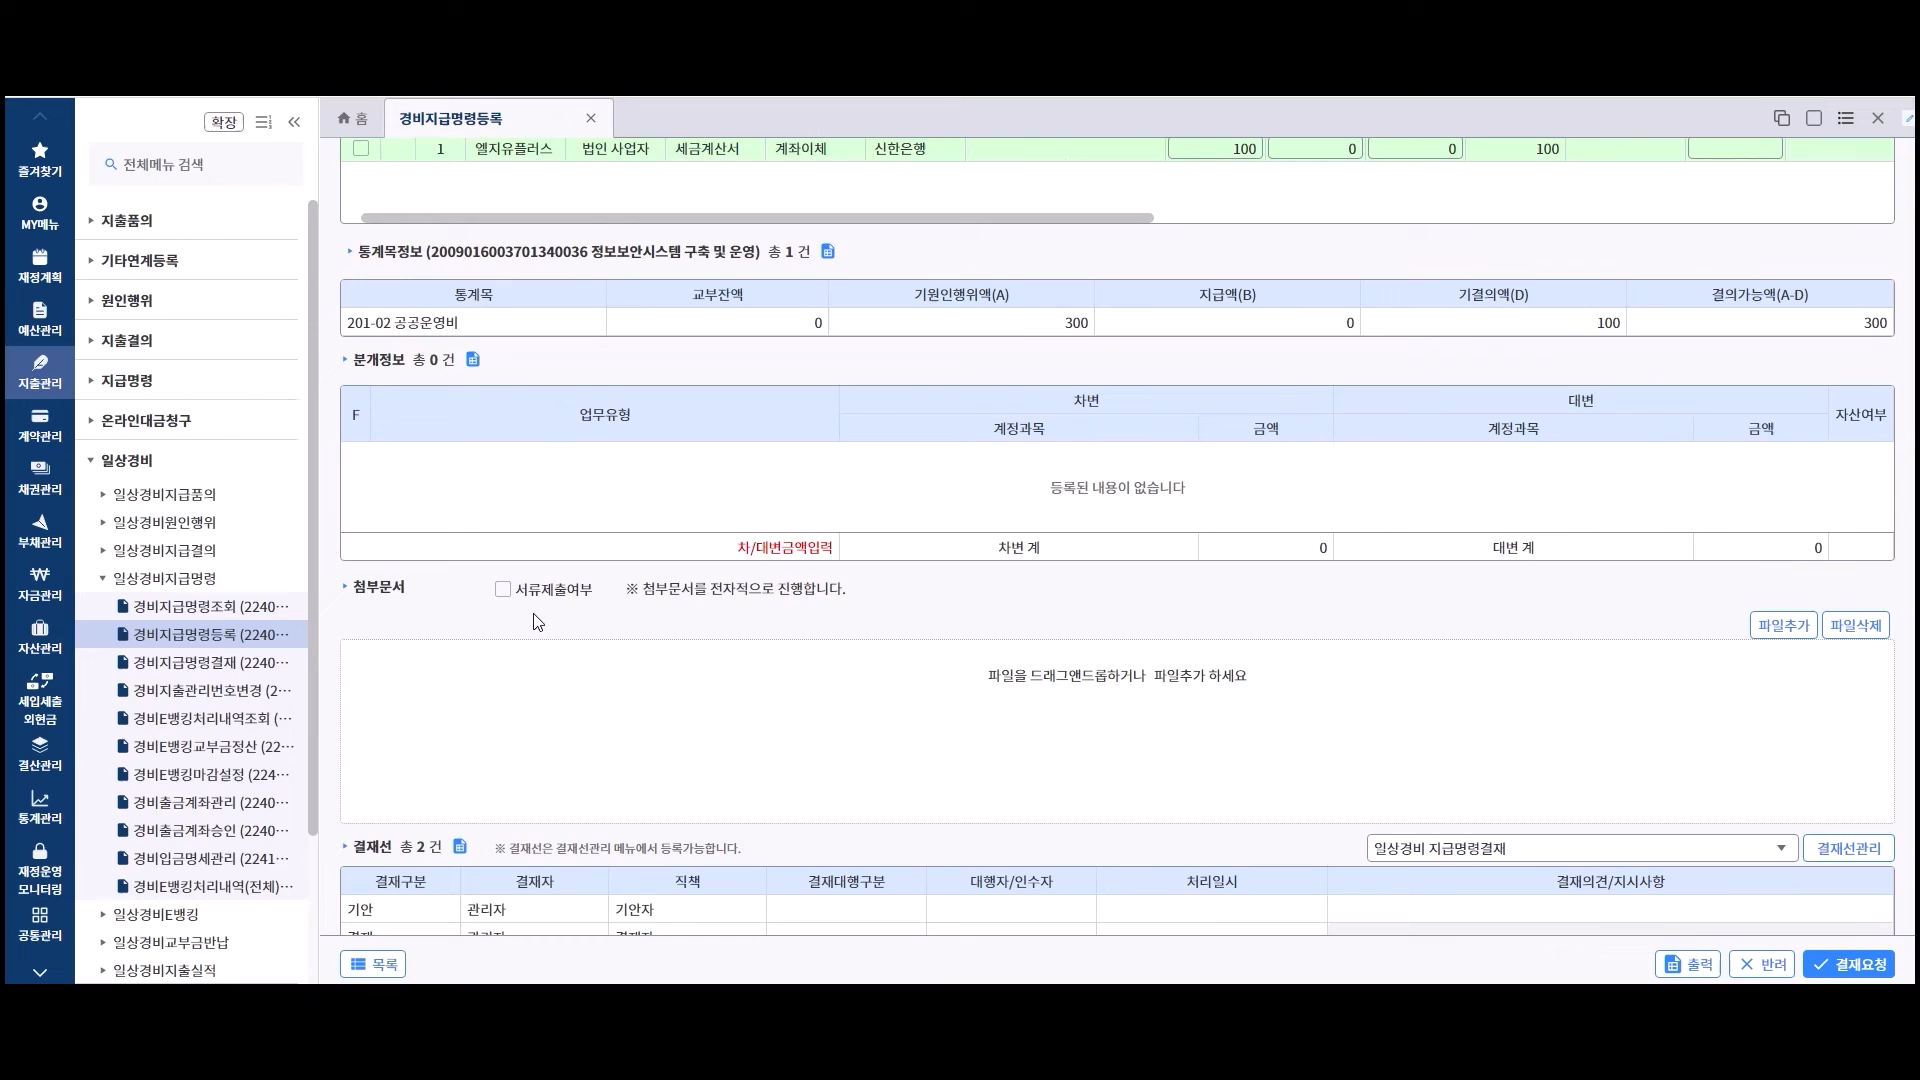 즐겨찾기
MY메뉴
재정계획
예산관리
지출관리
계약관리
채권관리
부채관리
자금관리
자산관리
세입세출
외현금
결산관리
통계관리
재정운영
모니터링
공통관리
확장
전체메뉴 검색
지출품의
기타연계등록
원인행위
지출결의
지급명령
온라인대금청구
일상경비
일상경비지급품의
일상경비원인행위
일상경비지급결의
일상경비지급명령
경비지급명령조회 (2240…
경비지급명령등록 (2240…
경비지급명령결재 (2240…
경비지출관리번호변경 (2…
경비E뱅킹처리내역조회 (…
경비E뱅킹교부금정산 (22…
경비E뱅킹마감설정 (224…
경비출금계좌관리 (2240…
경비출금계좌승인 (2240…
경비입금명세관리 (2241…
경비E뱅킹처리내역(전체)…
일상경비E뱅킹
일상경비교부금반납
일상경비지출실적
홈 경비지급명령등록
1 엘지유플러스 법인 사업자 세금계산서 계좌이체 신한은행 100 0 0 100
통계목정보 (2009016003701340036 정보보안시스템 구축 및 운영) 총 1 건
통계목 교부잔액 기원인행위액(A) 지급액(B) 기결의액(D) 결의가능액(A-D)
201-02 공공운영비 0 300 0 100 300
분개정보 총 0 건
F 업무유형 차변 대변 자산여부
계정과목 금액 계정과목 금액
등록된 내용이 없습니다
차/대변금액입력 차변 계 0 대변 계 0
첨부문서 서류제출여부 ※ 첨부문서를 전자적으로 진행합니다.
파일추가 파일삭제
파일을 드래그앤드롭하거나 파일추가 하세요
결재선 총 2 건 ※ 결재선은 결재선관리 메뉴에서 등록가능합니다. 일상경비 지급명령결재 결재선관리
결재구분 결재자 직책 결재대행구분 대행자/인수자 처리일시 결재의견/지시사항
기안 관리자 기안자
목록 출력 반려 결재요청